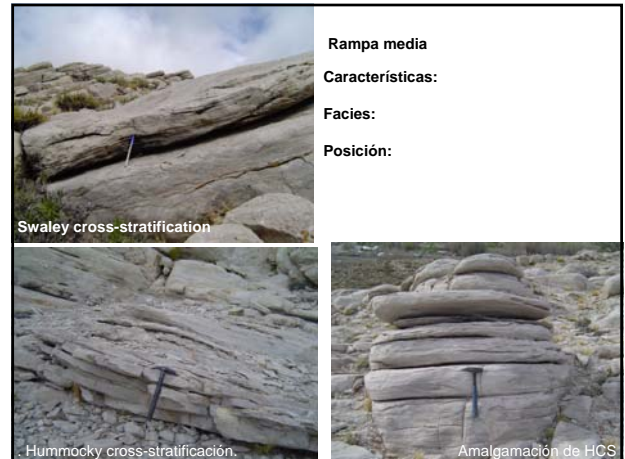 Rampa media
Características:
Facies:
Posición:
Swaley cross-stratification
. Hummocky cross-stratificación.
Amalgamación de HCS